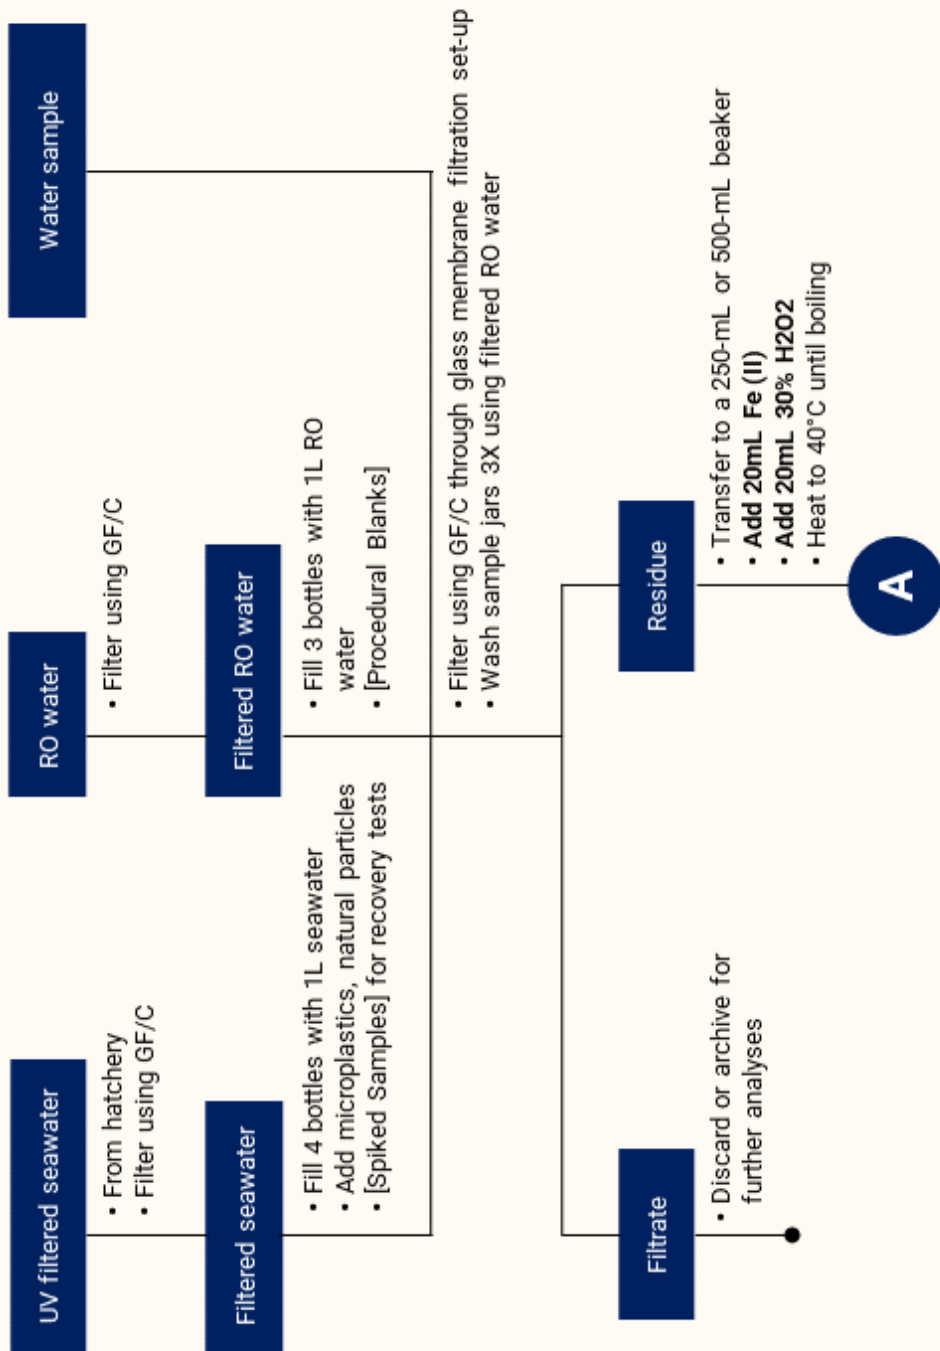 UV filtered seawater
RO water
Water sample
• From hatchery
• Filter using GF/C
• Filter using GF/C
Filtered seawater
Filtered RO water
• Fill 4 bottles with 1L seawater
• Add microplastics, natural particles
• [Spiked Samples] for recovery tests
• Fill 3 bottles with 1L RO
water
• [Procedural Blanks]
• Filter using GF/C through glass membrane filtration set-up
• Wash sample jars 3X using filtered RO water
Filtrate
Residue
• Discard or archive for
further analyses
• Transfer to a 250-mL or 500-mL beaker
• Add 20mL Fe (II)
• Add 20mL 30% H2O2
• Heat to 40°C until boiling
A